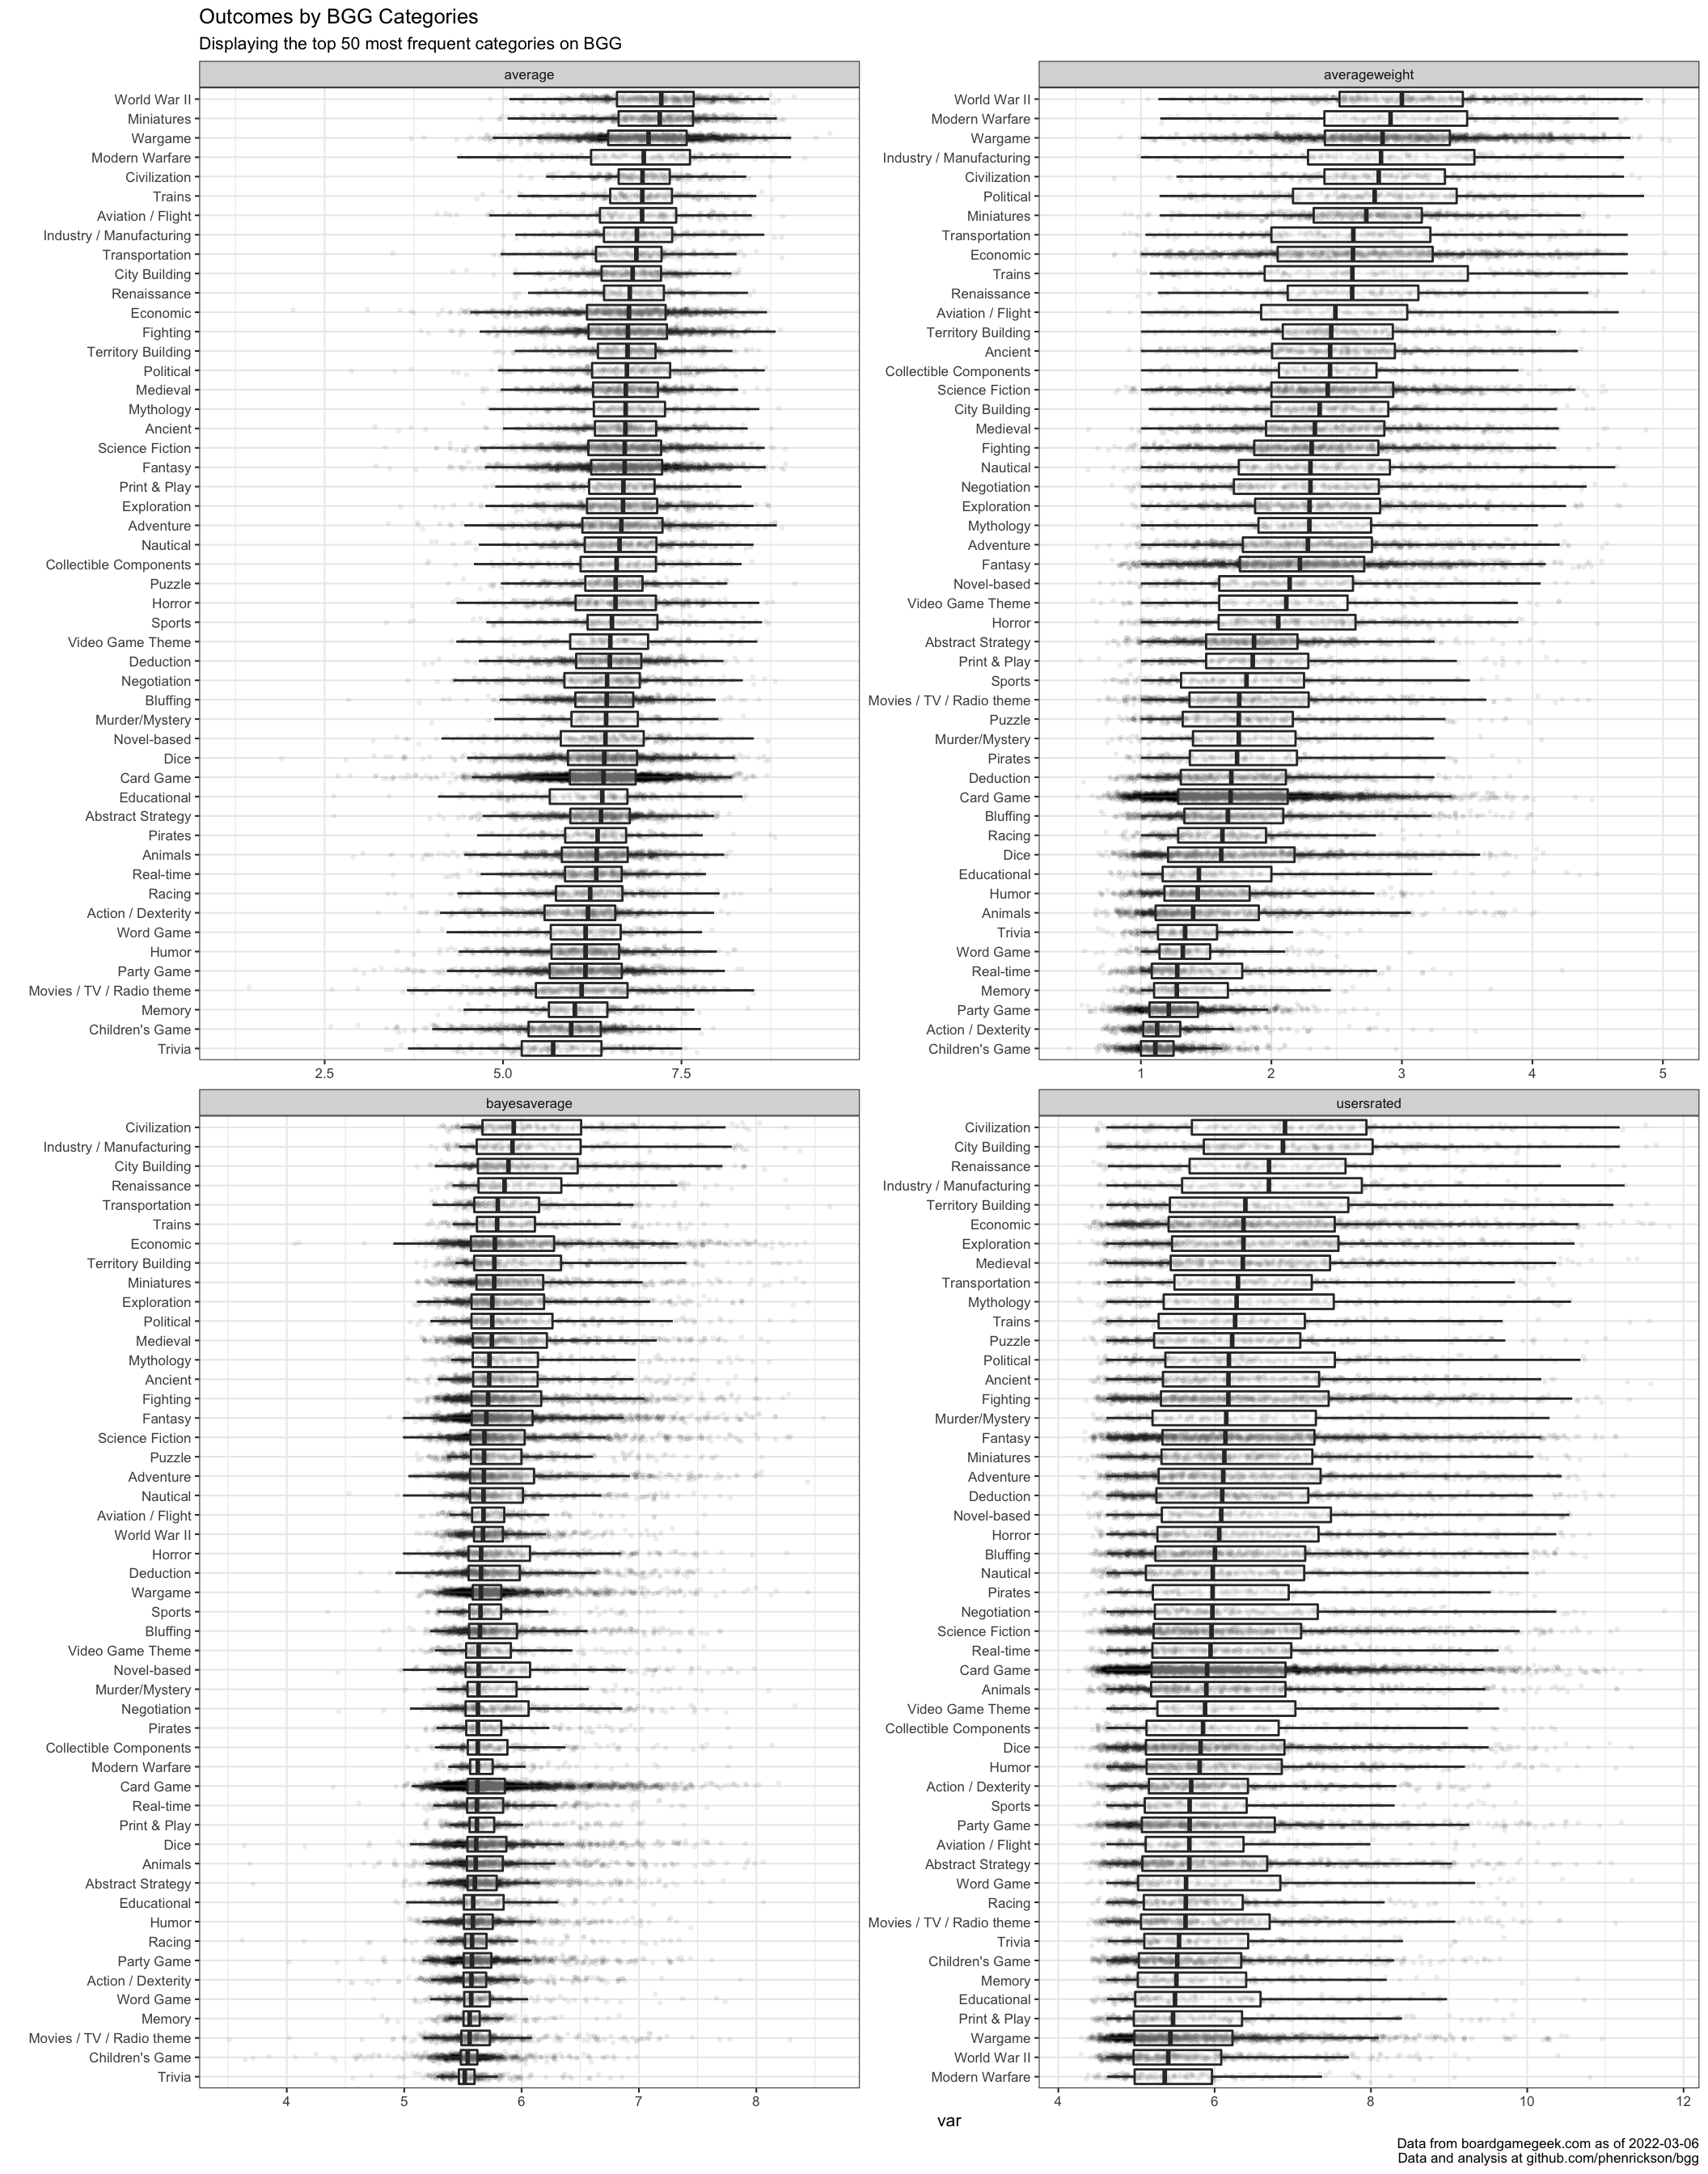 Outcomes by BGG Categories
Displaying the top 50 most frequent categories on BGG
average
World War II
Miniatures
Wargame
Modern Warfare
Civilization
Trains
Aviation / Flight
Industry / Manufacturing
Transportation
City Building
Renaissance
Economic
Fighting
Territory Building
Political
Medieval
Mythology
Ancient
Science Fiction
Fantasy
Print & Play
Exploration
Adventure
Nautical
Collectible Components
Puzzle
Horror
Sports
Video Game Theme
Deduction
Negotiation
Bluffing
Murder/Mystery
Novel-based
Dice
Card Game
Educational
Abstract Strategy
Pirates
Animals
Real-time
Racing
Action / Dexterity
Word Game
Humor
Party Game
Movies / TV / Radio theme
Memory
Children's Game
Trivia
2.5 5.0 7.5
averageweight
World War II
Modern Warfare
Wargame
Industry / Manufacturing
Civilization
Political
Miniatures
Transportation
Economic
Trains
Renaissance
Aviation / Flight
Territory Building
Ancient
Collectible Components
Science Fiction
City Building
Medieval
Fighting
Nautical
Negotiation
Exploration
Mythology
Adventure
Fantasy
Novel-based
Video Game Theme
Horror
Abstract Strategy
Print & Play
Sports
Movies / TV / Radio theme
Puzzle
Murder/Mystery
Pirates
Deduction
Card Game
Bluffing
Racing
Dice
Educational
Humor
Animals
Trivia
Word Game
Real-time
Memory
Party Game
Action / Dexterity
Children's Game
1 2 3 4 5
bayesaverage
Civilization
Industry / Manufacturing
City Building
Renaissance
Transportation
Trains
Economic
Territory Building
Miniatures
Exploration
Political
Medieval
Mythology
Ancient
Fighting
Fantasy
Science Fiction
Puzzle
Adventure
Nautical
Aviation / Flight
World War II
Horror
Deduction
Wargame
Sports
Bluffing
Video Game Theme
Novel-based
Murder/Mystery
Negotiation
Pirates
Collectible Components
Modern Warfare
Card Game
Real-time
Print & Play
Dice
Animals
Abstract Strategy
Educational
Humor
Racing
Party Game
Action / Dexterity
Word Game
Memory
Movies / TV / Radio theme
Children's Game
Trivia
4 5 6 7 8
usersrated
Civilization
City Building
Renaissance
Industry / Manufacturing
Territory Building
Economic
Exploration
Medieval
Transportation
Mythology
Trains
Puzzle
Political
Ancient
Fighting
Murder/Mystery
Fantasy
Miniatures
Adventure
Deduction
Novel-based
Horror
Bluffing
Nautical
Pirates
Negotiation
Science Fiction
Real-time
Card Game
Animals
Video Game Theme
Collectible Components
Dice
Humor
Action / Dexterity
Sports
Party Game
Aviation / Flight
Abstract Strategy
Word Game
Racing
Movies / TV / Radio theme
Trivia
Children's Game
Memory
Educational
Print & Play
Wargame
World War II
Modern Warfare
4 6 8 10 12
var
Data from boardgamegeek.com as of 2022-03-06
Data and analysis at github.com/phenrickson/bgg